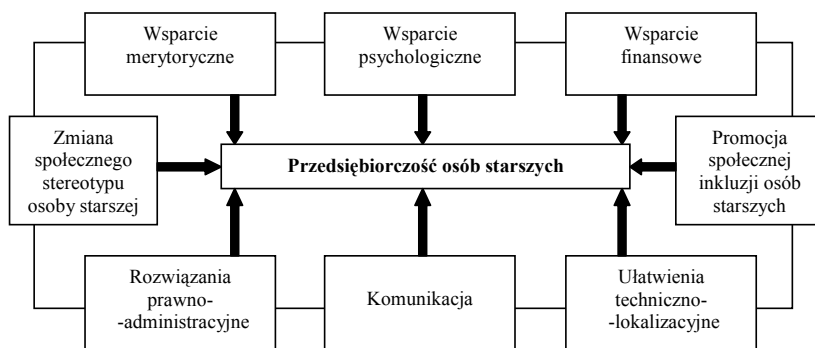 Wsparcie
merytoryczne
Wsparcie
psychologiczne
Wsparcie
finansowe
Zmiana
społecznego
stereotypu
osoby starszej
Przedsiębiorczość osób starszych
Promocja
społecznej
inkluzji osób
starszych
Rozwiązania
prawno-
-administracyjne
Komunikacja
Ułatwienia
techniczno-
-lokalizacyjne